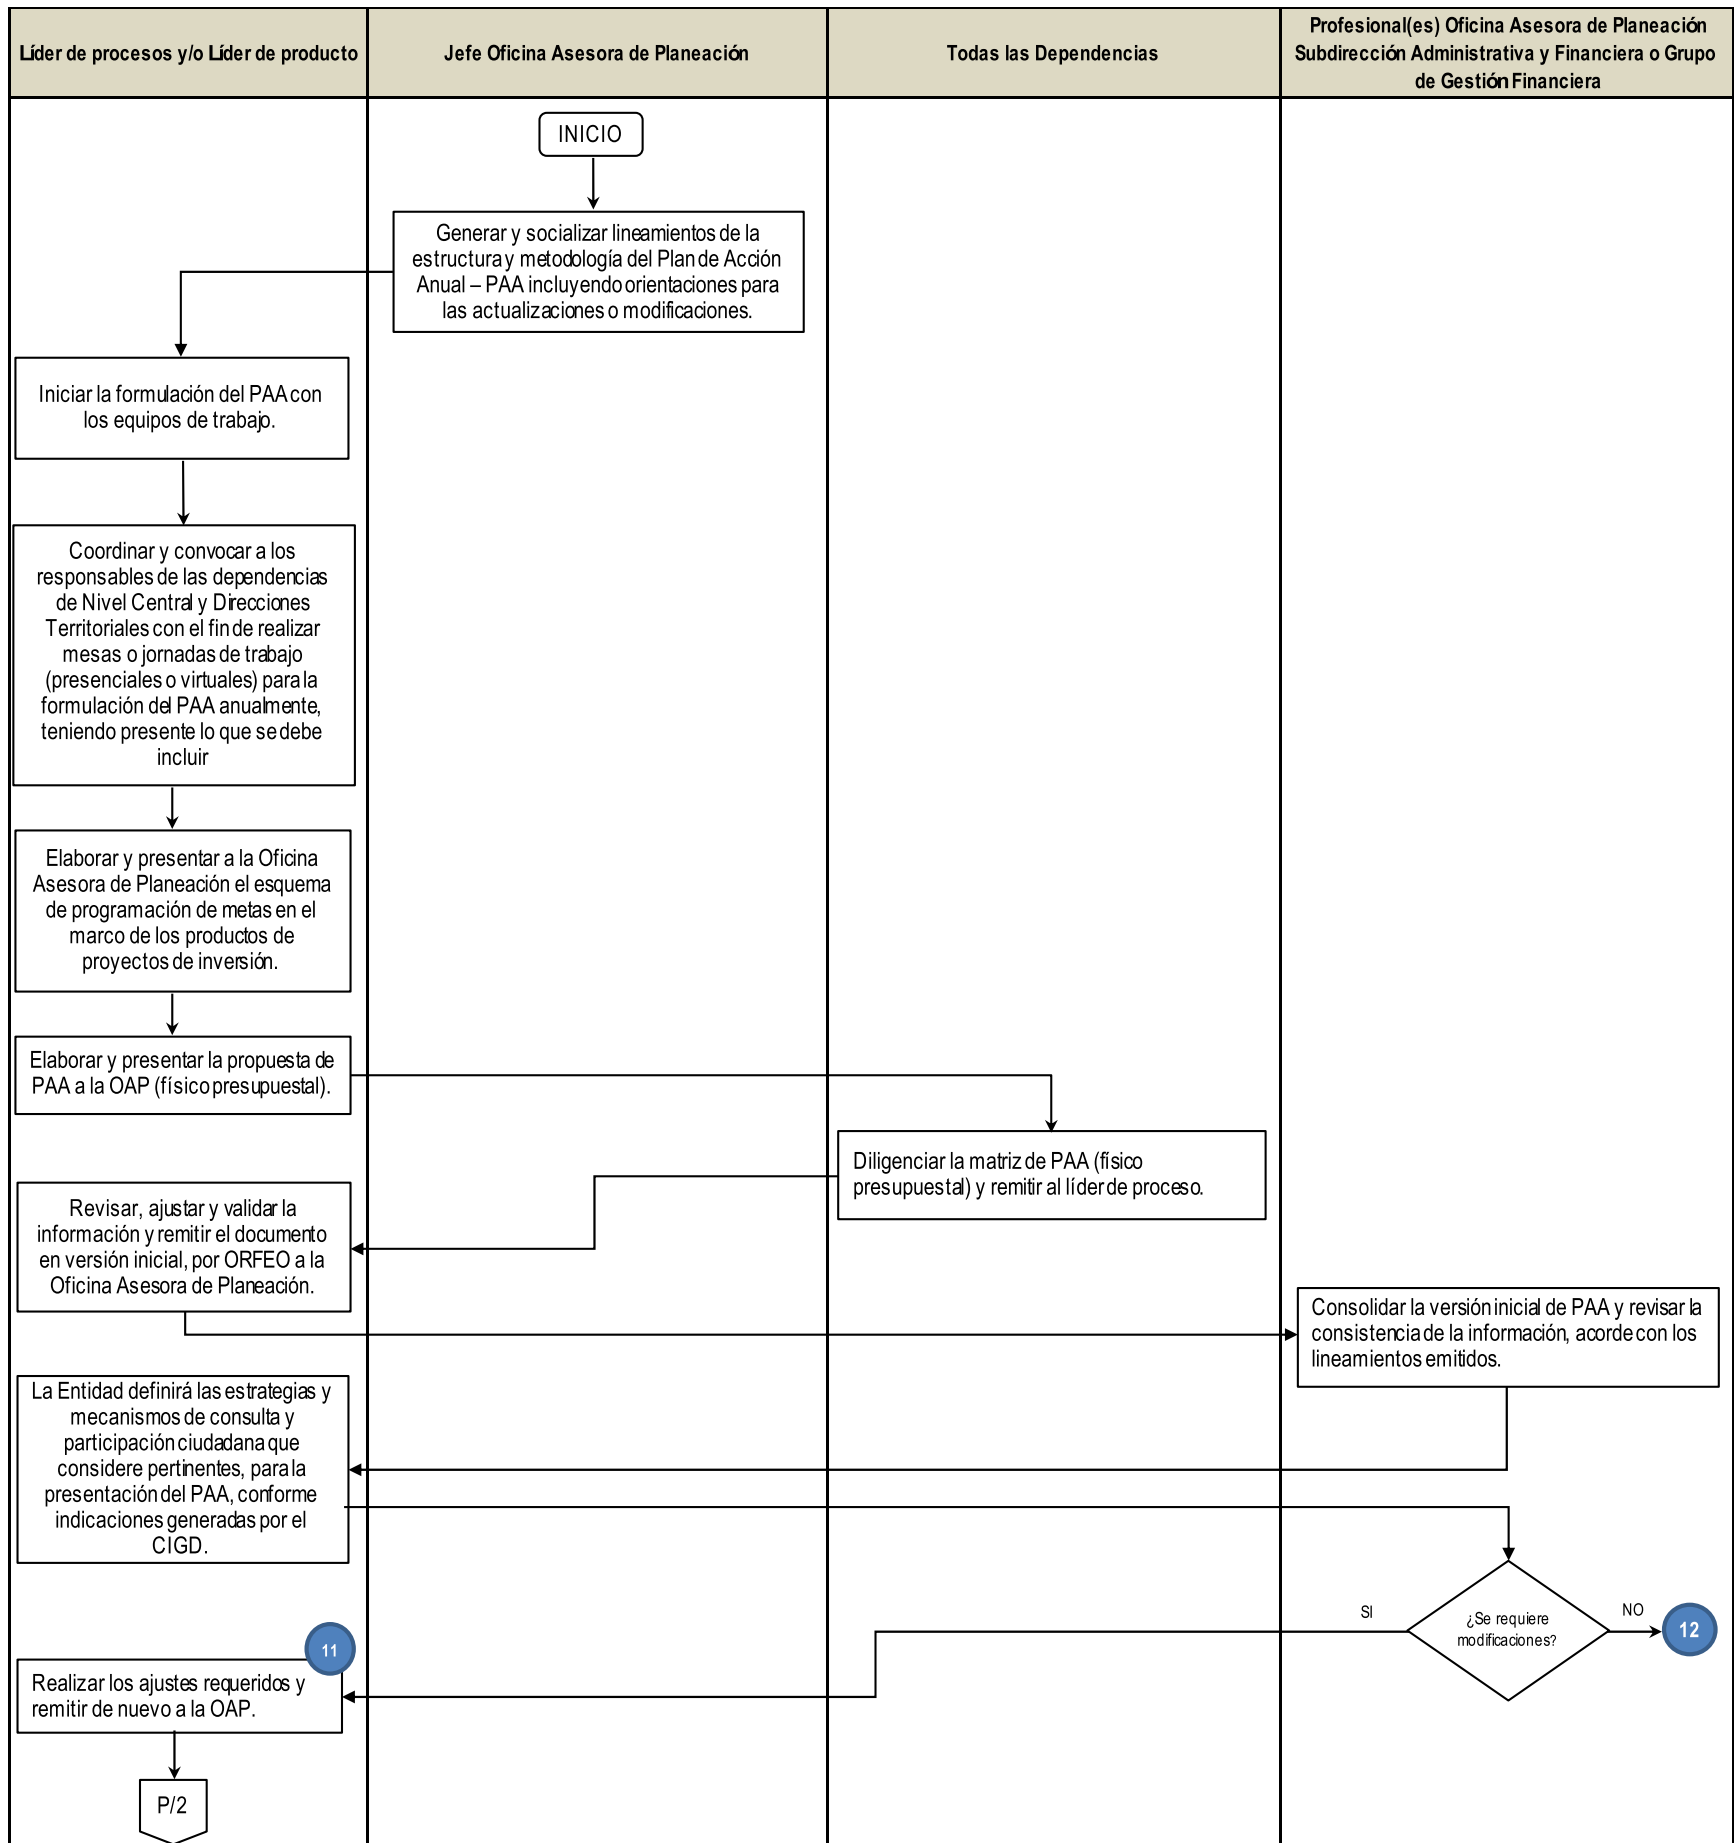 Líder de procesos y/o Líder de producto
Jefe Oficina Asesora de Planeación
Todas las Dependencias
Profesional(es) Oficina Asesora de Planeación
Subdirección Administrativa y Financiera o Grupo
de Gestión Financiera
INICIO
Generar y socializar lineamientos de la
estructura y metodología del Plan de Acción
Anual – PAA incluyendo orientaciones para
las actualizaciones o modificaciones.
Iniciar la formulación del PAA con
los equipos de trabajo.
Coordinar y convocar a los
responsables de las dependencias
de Nivel Central y Direcciones
Territoriales con el fin de realizar
mesas o jornadas de trabajo
(presenciales o virtuales) para la
formulación del PAA anualmente,
teniendo presente lo que se debe
incluir
Elaborar y presentar a la Oficina
Asesora de Planeación el esquema
de programación de metas en el
marco de los productos de
proyectos de inversión.
Elaborar y presentar la propuesta de
PAA a la OAP (físico presupuestal).
Diligenciar la matriz de PAA (físico
presupuestal) y remitir al líder de proceso.
Revisar, ajustar y validar la
información y remitir el documento
en versión inicial, por ORFEO a la
Oficina Asesora de Planeación.
Consolidar la versión inicial de PAA y revisar la
consistencia de la información, acorde con los
lineamientos emitidos.
La Entidad definirá las estrategias y
mecanismos de consulta y
participación ciudadana que
considere pertinentes, para la
presentación del PAA, conforme
indicaciones generadas por el
CIGD.
¿Se requiere
modificaciones?
SI
NO
12
11
Realizar los ajustes requeridos y
remitir de nuevo a la OAP.
P/2